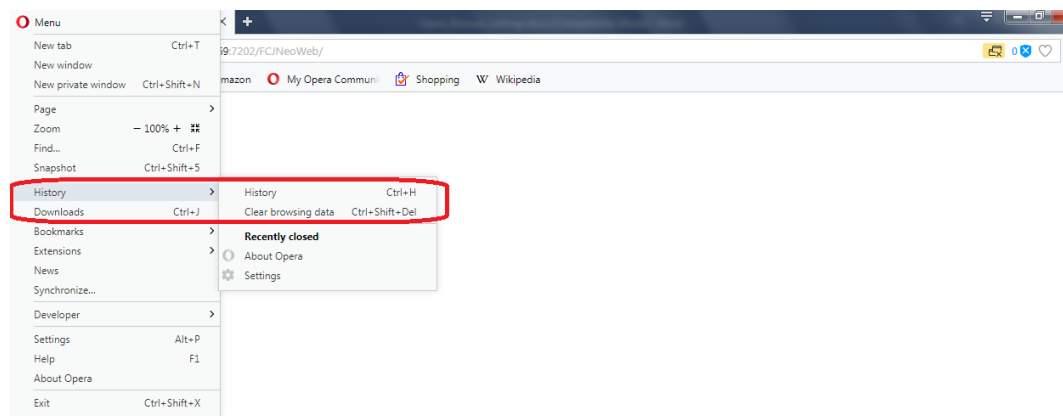 Menu
New tab Ctrl+T
New window
New private window Ctrl+Shift+N
Page
Zoom – 100% +
Find... Ctrl+F
Snapshot Ctrl+Shift+5
History
Downloads Ctrl+J
Bookmarks
Extensions
News
Synchronize...
Developer
Settings Alt+P
Help F1
About Opera
Exit Ctrl+Shift+X
History Ctrl+H
Clear browsing data Ctrl+Shift+Del
Recently closed
About Opera
Settings
:7202/FCJNeoWeb/ 0
mazon My Opera Commun Shopping W Wikipedia